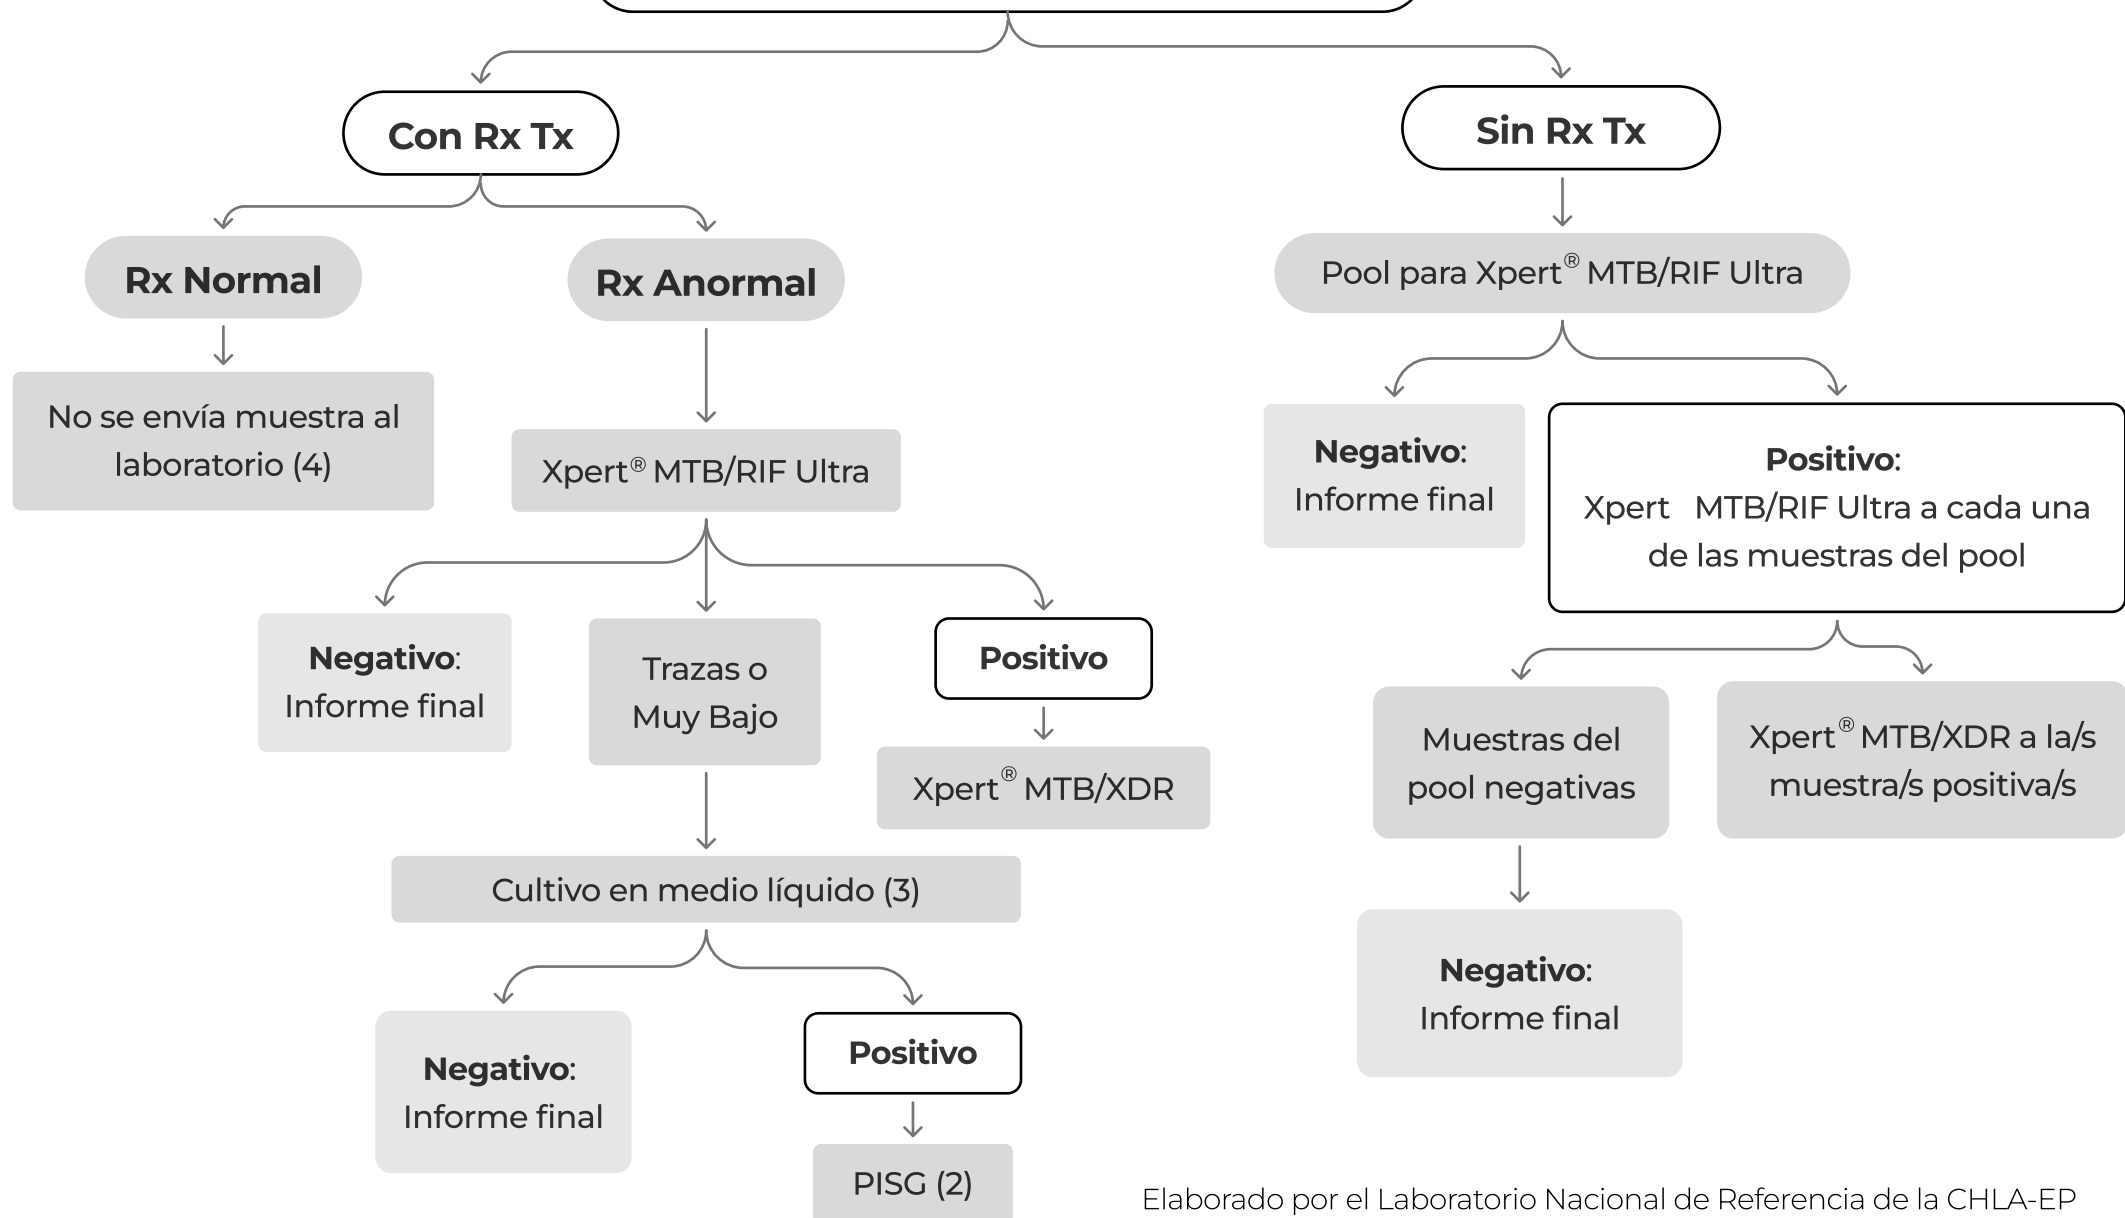 Con Rx Tx
Sin Rx Tx
Rx Normal
Rx Anormal
Pool para Xpert® MTB/RIF Ultra
No se envía muestra al
laboratorio (4)
Xpert® MTB/RIF Ultra
Negativo:
Informe final
Positivo:
Xpert MTB/RIF Ultra a cada una
de las muestras del pool
Negativo:
Informe final
Trazas o
Muy Bajo
Positivo
Xpert® MTB/XDR
Muestras del
pool negativas
Xpert® MTB/XDR a la/s
muestra/s positiva/s
Cultivo en medio líquido (3)
Negativo:
Informe final
Negativo:
Informe final
Positivo
PISG (2)
Elaborado por el Laboratorio Nacional de Referencia de la CHLA-EP